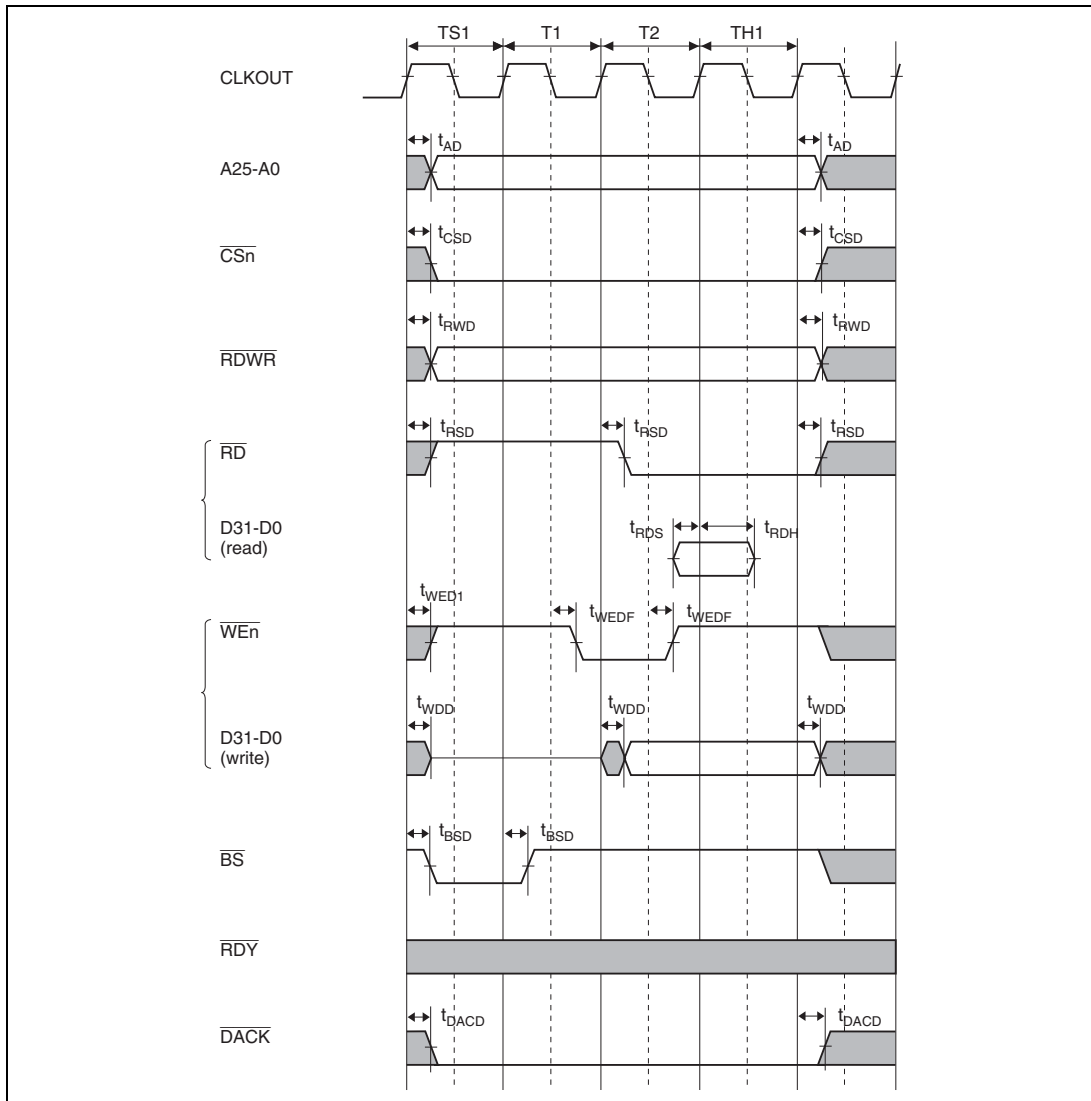 TS1 T1 T2 TH1
CLKOUT
tAD tAD
A25-A0
tCSD tCSD
CSn
tRWD tRWD
RDWR
tRSD tRSD tRSD
RD
D31-D0
(read)
tRDS tRDH
tWED1
tWEDF tWEDF
WEn
tWDD tWDD tWDD
D31-D0
(write)
tBSD tBSD
BS
RDY
tDACD tDACD
DACK